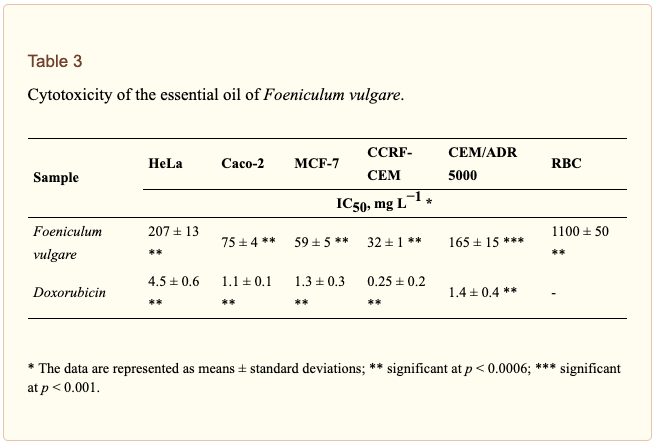 Table 3
Cytotoxicity of the essential oil of Foeniculum vulgare.
Sample HeLa Caco-2 MCF-7 CCRF-CEM CEM/ADR 5000 RBC
IC50, mg L−1 *
Foeniculum vulgare 207 ± 13 ** 75 ± 4 ** 59 ± 5 ** 32 ± 1 ** 165 ± 15 *** 1100 ± 50 **
Doxorubicin 4.5 ± 0.6 ** 1.1 ± 0.1 ** 1.3 ± 0.3 ** 0.25 ± 0.2 ** 1.4 ± 0.4 ** -
* The data are represented as means ± standard deviations; ** significant at p < 0.0006; *** significant
at p < 0.001.